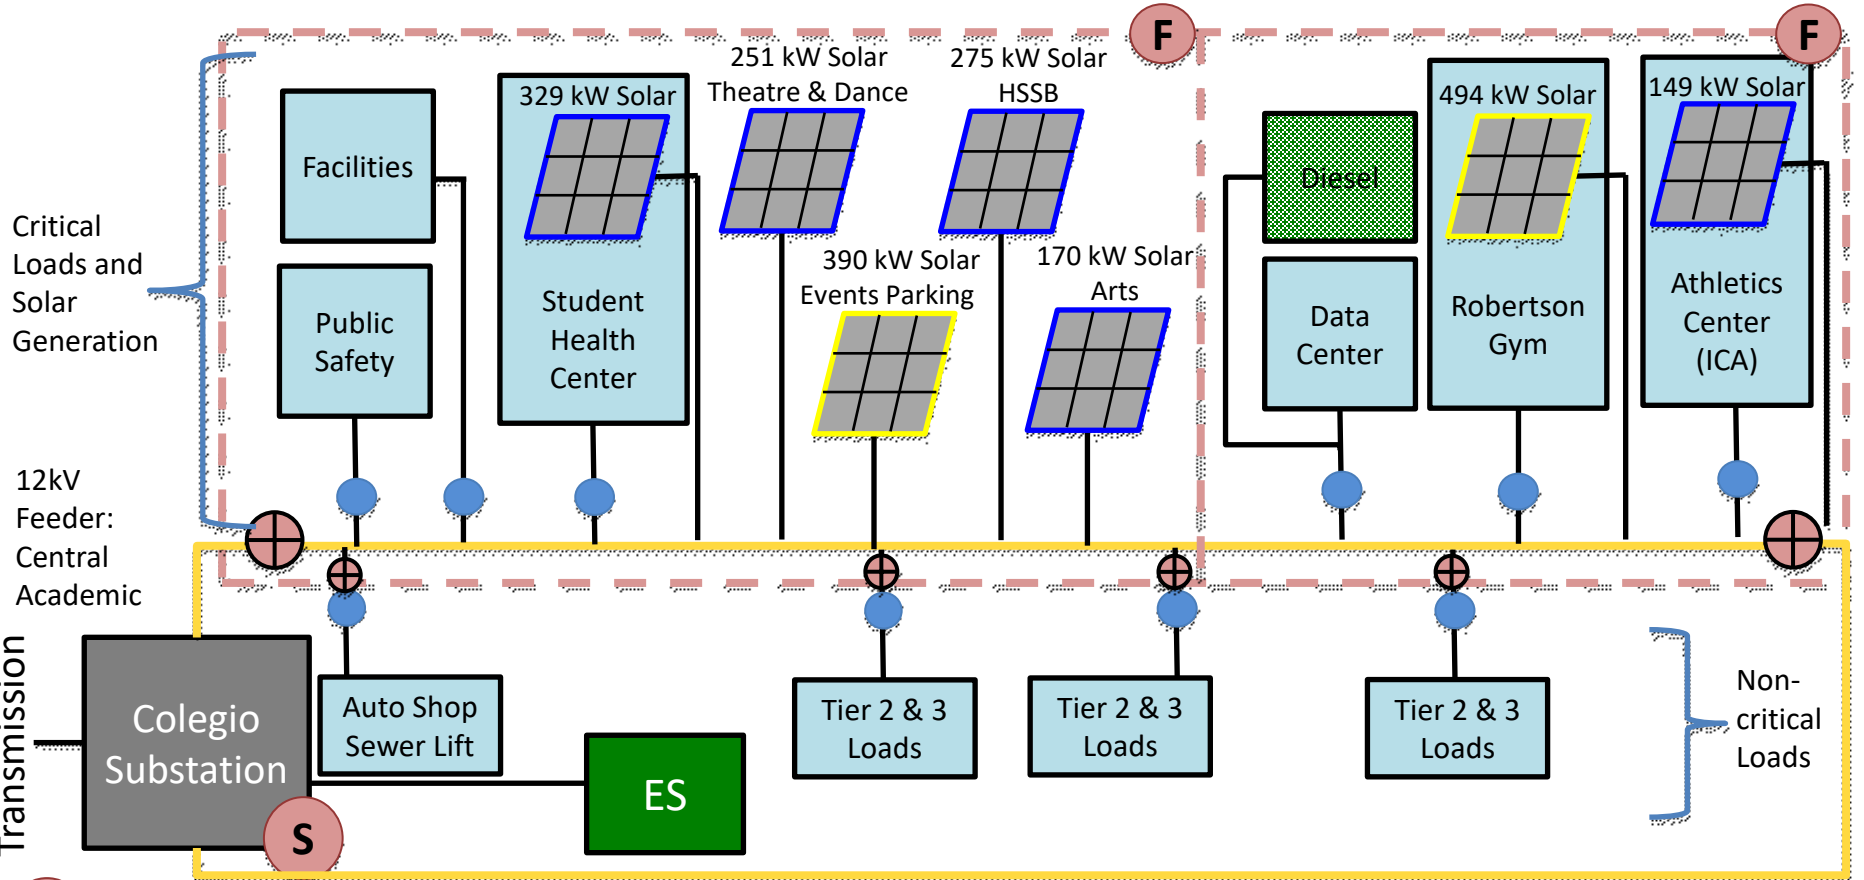 F
F
251 kW Solar
Theatre & Dance
275 kW Solar
HSSB
329 kW Solar
494 kW Solar
149 kW Solar
Facilities
Diesel
Critical
Loads and
Solar
Generation
390 kW Solar
Events Parking
170 kW Solar
Arts
Public
Safety
Student
Health
Center
Data
Center
Robertson
Gym
Athletics
Center
(ICA)
12kV
Feeder:
Central
Academic
Transmission
Colegio
Substation
S
Auto Shop
Sewer Lift
ES
Tier 2 & 3
Loads
Tier 2 & 3
Loads
Tier 2 & 3
Loads
Non-
critical
Loads